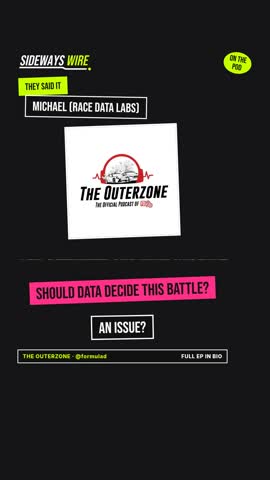 SIDEWAYS WIRE.
ON THE
POD
THEY SAID IT
MICHAEL (RACE DATA LABS)
THE OUTERZONE
THE OFFICIAL PODCAST OF
SHOULD DATA DECIDE THIS BATTLE?
AN ISSUE?
THE OUTERZONE · @formulad
FULL EP IN BIO